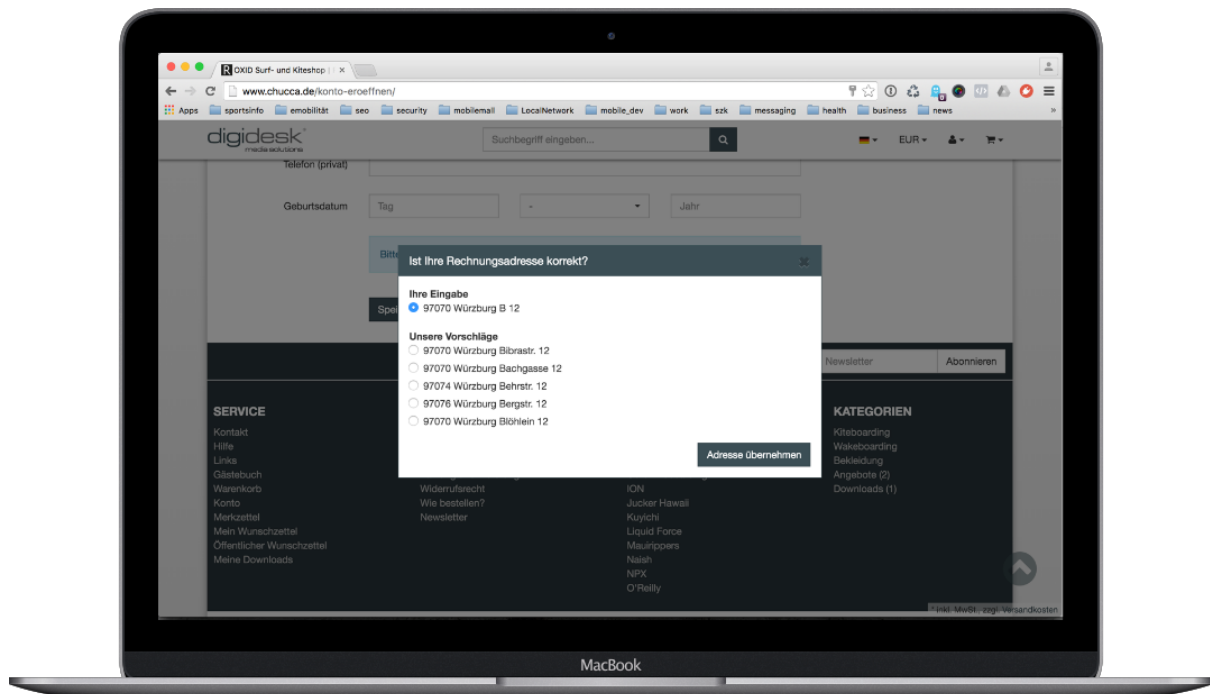 OXID Surf- und Kiteshop |
www.chucca.de/konto-eroeffnen/
Apps sportsinfo emobilität seo security mobilemall LocalNetwork mobile_dev work szk messaging health business news »
digidesk
media solutions
Suchbegriff eingeben...
EUR
Telefon (privat)
Geburtsdatum Tag - Jahr
Bitte
Ist Ihre Rechnungsadresse korrekt?
Ihre Eingabe
97070 Würzburg B 12
Unsere Vorschläge
97070 Würzburg Bibrastr. 12
97070 Würzburg Bachgasse 12
97074 Würzburg Behrstr. 12
97076 Würzburg Bergstr. 12
97070 Würzburg Blöhlein 12
Adresse übernehmen
Spei
Newsletter Abonnieren
SERVICE
Kontakt
Hilfe
Links
Gästebuch
Warenkorb
Konto
Merkzettel
Mein Wunschzettel
Öffentlicher Wunschzettel
Meine Downloads
Widerrufsrecht
Wie bestellen?
Newsletter
ION
Jucker Hawaii
Kuyichi
Liquid Force
Mauirippers
Naish
NPX
O'Reilly
KATEGORIEN
Kiteboarding
Wakeboarding
Bekleidung
Angebote (2)
Downloads (1)
* inkl. MwSt., zzgl. Versandkosten
MacBook